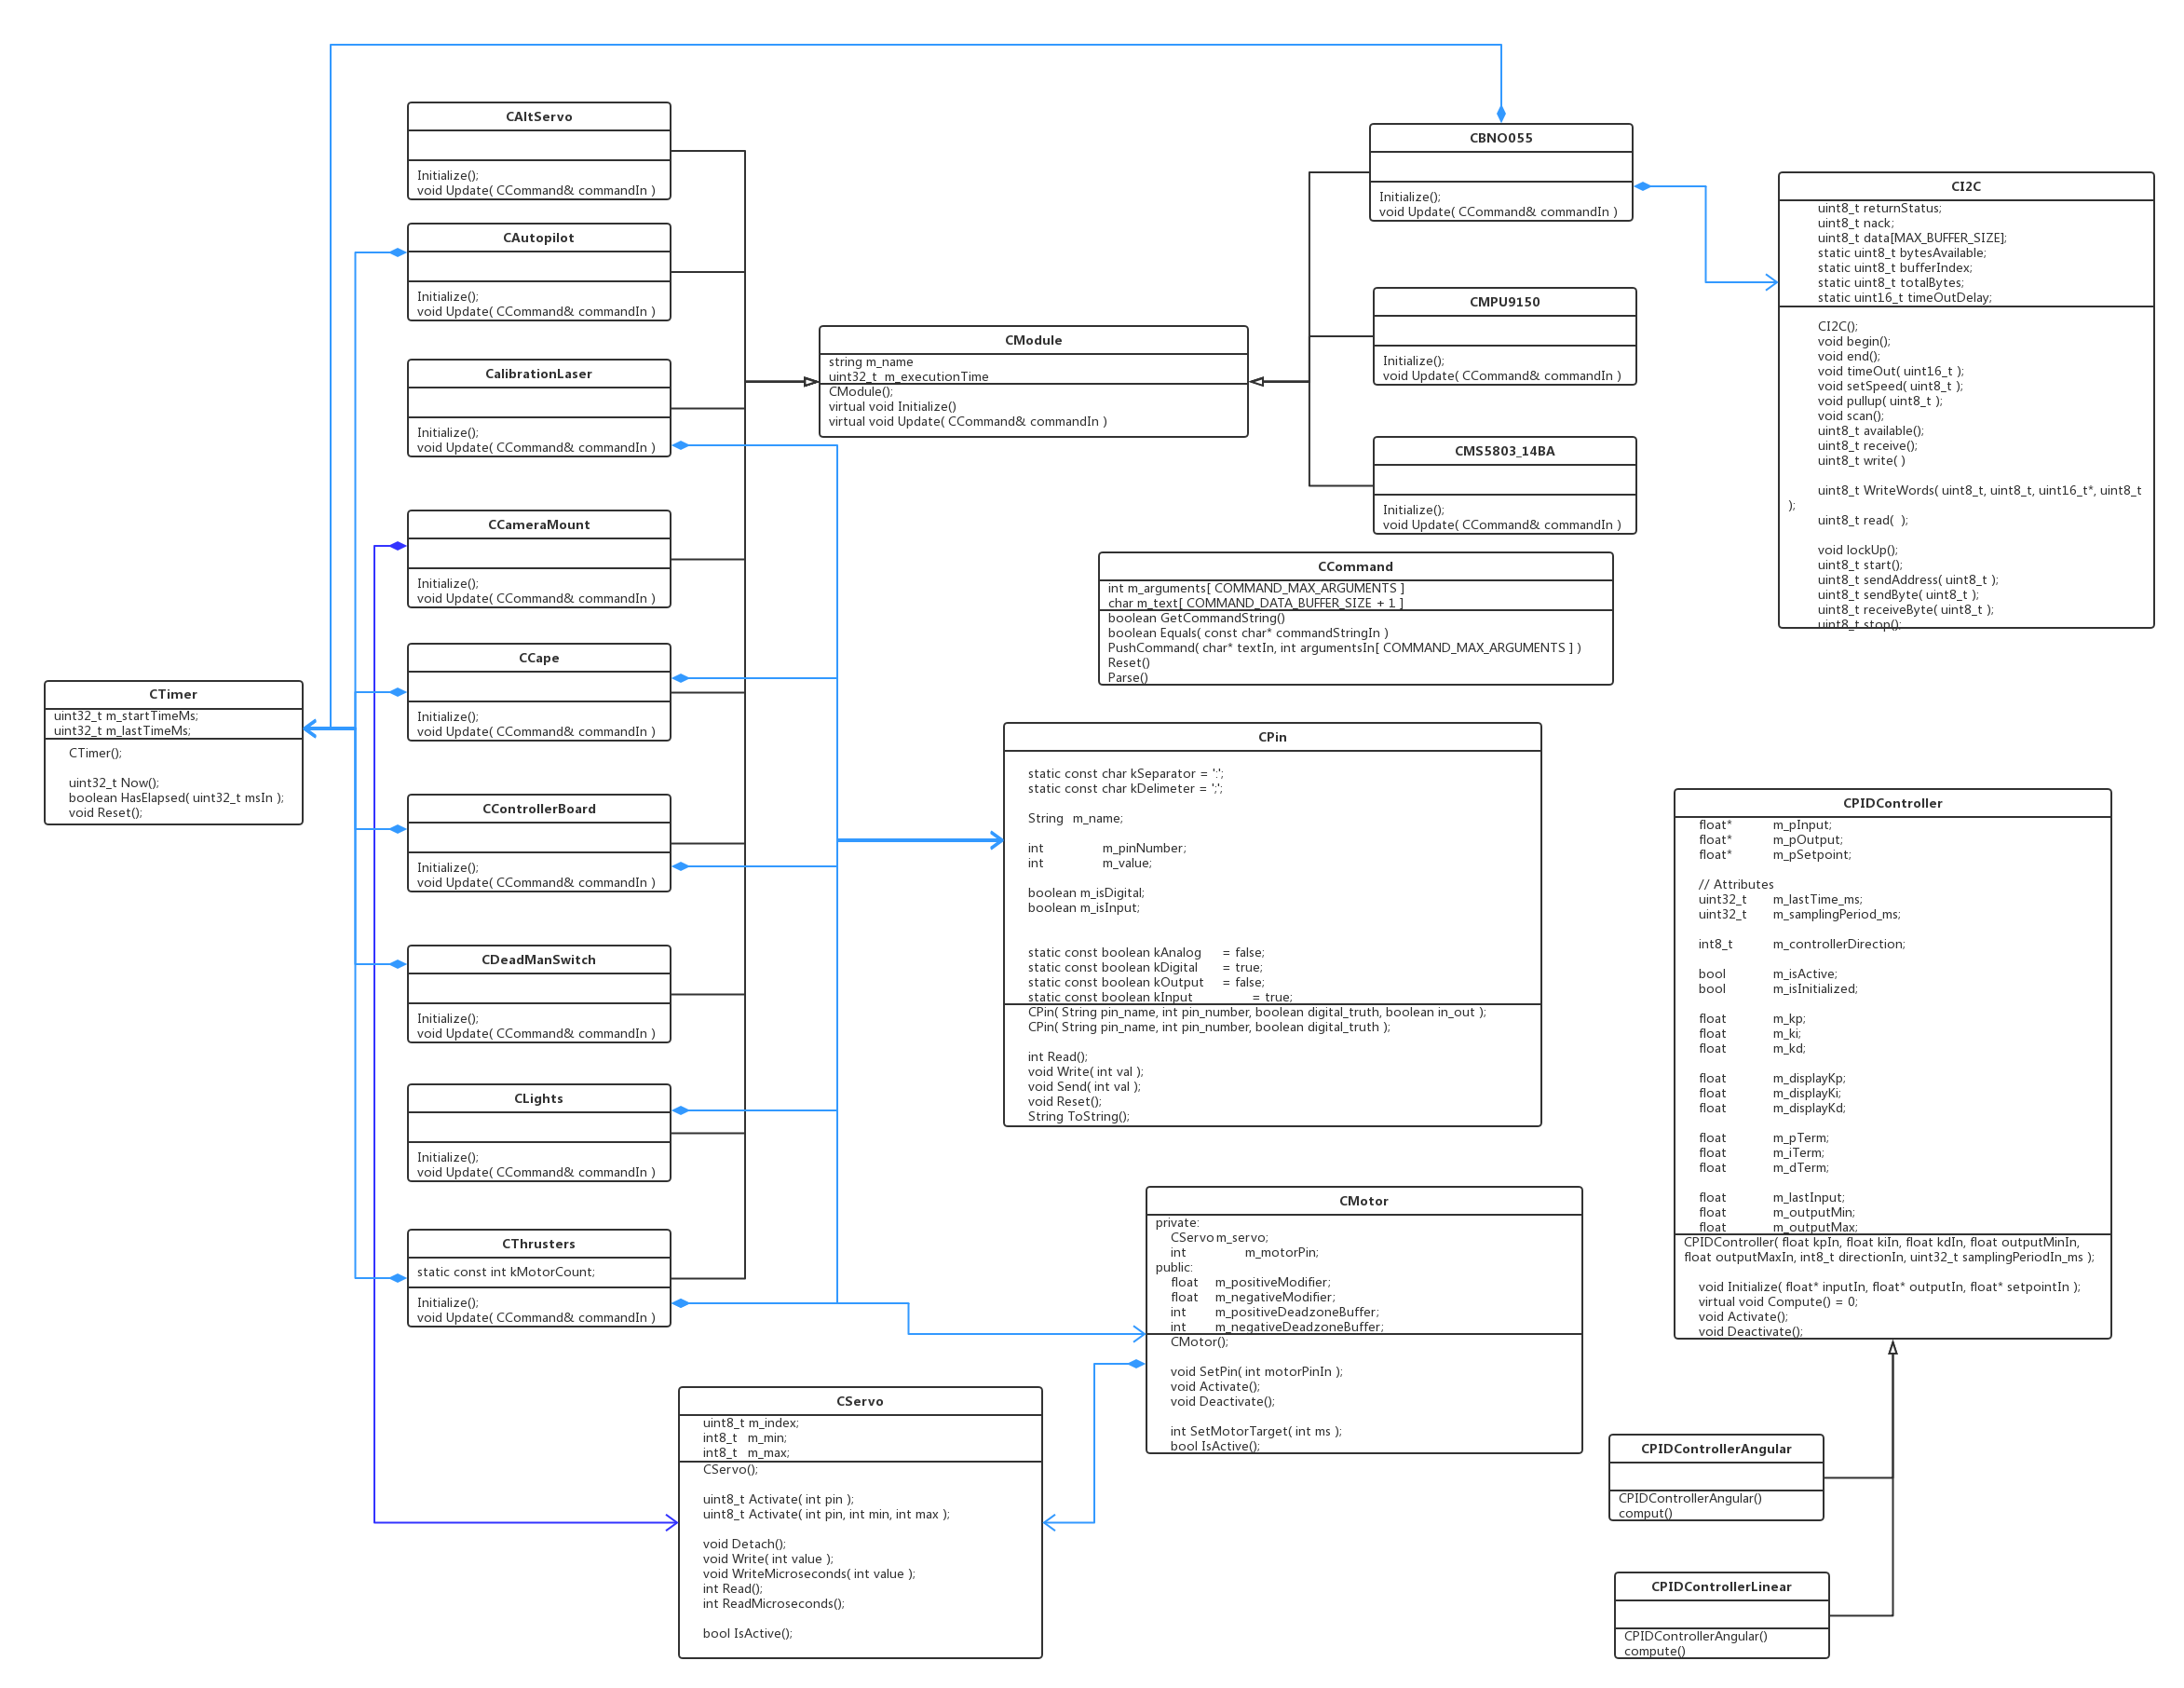 CAltServo
Initialize();
void Update( CCommand& commandIn )
CAutopilot
Initialize();
void Update( CCommand& commandIn )
CalibrationLaser
Initialize();
void Update( CCommand& commandIn )
CCameraMount
Initialize();
void Update( CCommand& commandIn )
CCape
Initialize();
void Update( CCommand& commandIn )
CControllerBoard
Initialize();
void Update( CCommand& commandIn )
CDeadManSwitch
Initialize();
void Update( CCommand& commandIn )
CLights
Initialize();
void Update( CCommand& commandIn )
CThrusters
static const int kMotorCount;
Initialize();
void Update( CCommand& commandIn )
CTimer
uint32_t m_startTimeMs;
uint32_t m_lastTimeMs;
CTimer();
uint32_t Now();
boolean HasElapsed( uint32_t msIn );
void Reset();
CModule
string m_name
uint32_t m_executionTime
CModule();
virtual void Initialize()
virtual void Update( CCommand& commandIn )
CBNO055
Initialize();
void Update( CCommand& commandIn )
CMPU9150
Initialize();
void Update( CCommand& commandIn )
CMS5803_14BA
Initialize();
void Update( CCommand& commandIn )
CI2C
uint8_t returnStatus;
uint8_t nack;
uint8_t data[MAX_BUFFER_SIZE];
static uint8_t bytesAvailable;
static uint8_t bufferIndex;
static uint8_t totalBytes;
static uint16_t timeOutDelay;
CI2C();
void begin();
void end();
void timeOut( uint16_t );
void setSpeed( uint8_t );
void pullup( uint8_t );
void scan();
uint8_t available();
uint8_t receive();
uint8_t write( )
uint8_t WriteWords( uint8_t, uint8_t, uint16_t*, uint8_t
);
uint8_t read( );
void lockUp();
uint8_t start();
uint8_t sendAddress( uint8_t );
uint8_t sendByte( uint8_t );
uint8_t receiveByte( uint8_t );
uint8_t stop();
CCommand
int m_arguments[ COMMAND_MAX_ARGUMENTS ]
char m_text[ COMMAND_DATA_BUFFER_SIZE + 1 ]
boolean GetCommandString()
boolean Equals( const char* commandStringIn )
PushCommand( char* textIn, int argumentsIn[ COMMAND_MAX_ARGUMENTS ] )
Reset()
Parse()
CPin
static const char kSeparator = ':';
static const char kDelimeter = ';';
String m_name;
int m_pinNumber;
int m_value;
boolean m_isDigital;
boolean m_isInput;
static const boolean kAnalog = false;
static const boolean kDigital = true;
static const boolean kOutput = false;
static const boolean kInput = true;
CPin( String pin_name, int pin_number, boolean digital_truth, boolean in_out );
CPin( String pin_name, int pin_number, boolean digital_truth );
int Read();
void Write( int val );
void Send( int val );
void Reset();
String ToString();
CPIDController
float* m_pInput;
float* m_pOutput;
float* m_pSetpoint;
// Attributes
uint32_t m_lastTime_ms;
uint32_t m_samplingPeriod_ms;
int8_t m_controllerDirection;
bool m_isActive;
bool m_isInitialized;
float m_kp;
float m_ki;
float m_kd;
float m_displayKp;
float m_displayKi;
float m_displayKd;
float m_pTerm;
float m_iTerm;
float m_dTerm;
float m_lastInput;
float m_outputMin;
float m_outputMax;
CPIDController( float kpIn, float kiIn, float kdIn, float outputMinIn,
float outputMaxIn, int8_t directionIn, uint32_t samplingPeriodIn_ms );
void Initialize( float* inputIn, float* outputIn, float* setpointIn );
virtual void Compute() = 0;
void Activate();
void Deactivate();
CMotor
private:
CServo m_servo;
int m_motorPin;
public:
float m_positiveModifier;
float m_negativeModifier;
int m_positiveDeadzoneBuffer;
int m_negativeDeadzoneBuffer;
CMotor();
void SetPin( int motorPinIn );
void Activate();
void Deactivate();
int SetMotorTarget( int ms );
bool IsActive();
CServo
uint8_t m_index;
int8_t m_min;
int8_t m_max;
CServo();
uint8_t Activate( int pin );
uint8_t Activate( int pin, int min, int max );
void Detach();
void Write( int value );
void WriteMicroseconds( int value );
int Read();
int ReadMicroseconds();
bool IsActive();
CPIDControllerAngular
CPIDControllerAngular()
comput()
CPIDControllerLinear
CPIDControllerAngular()
compute()